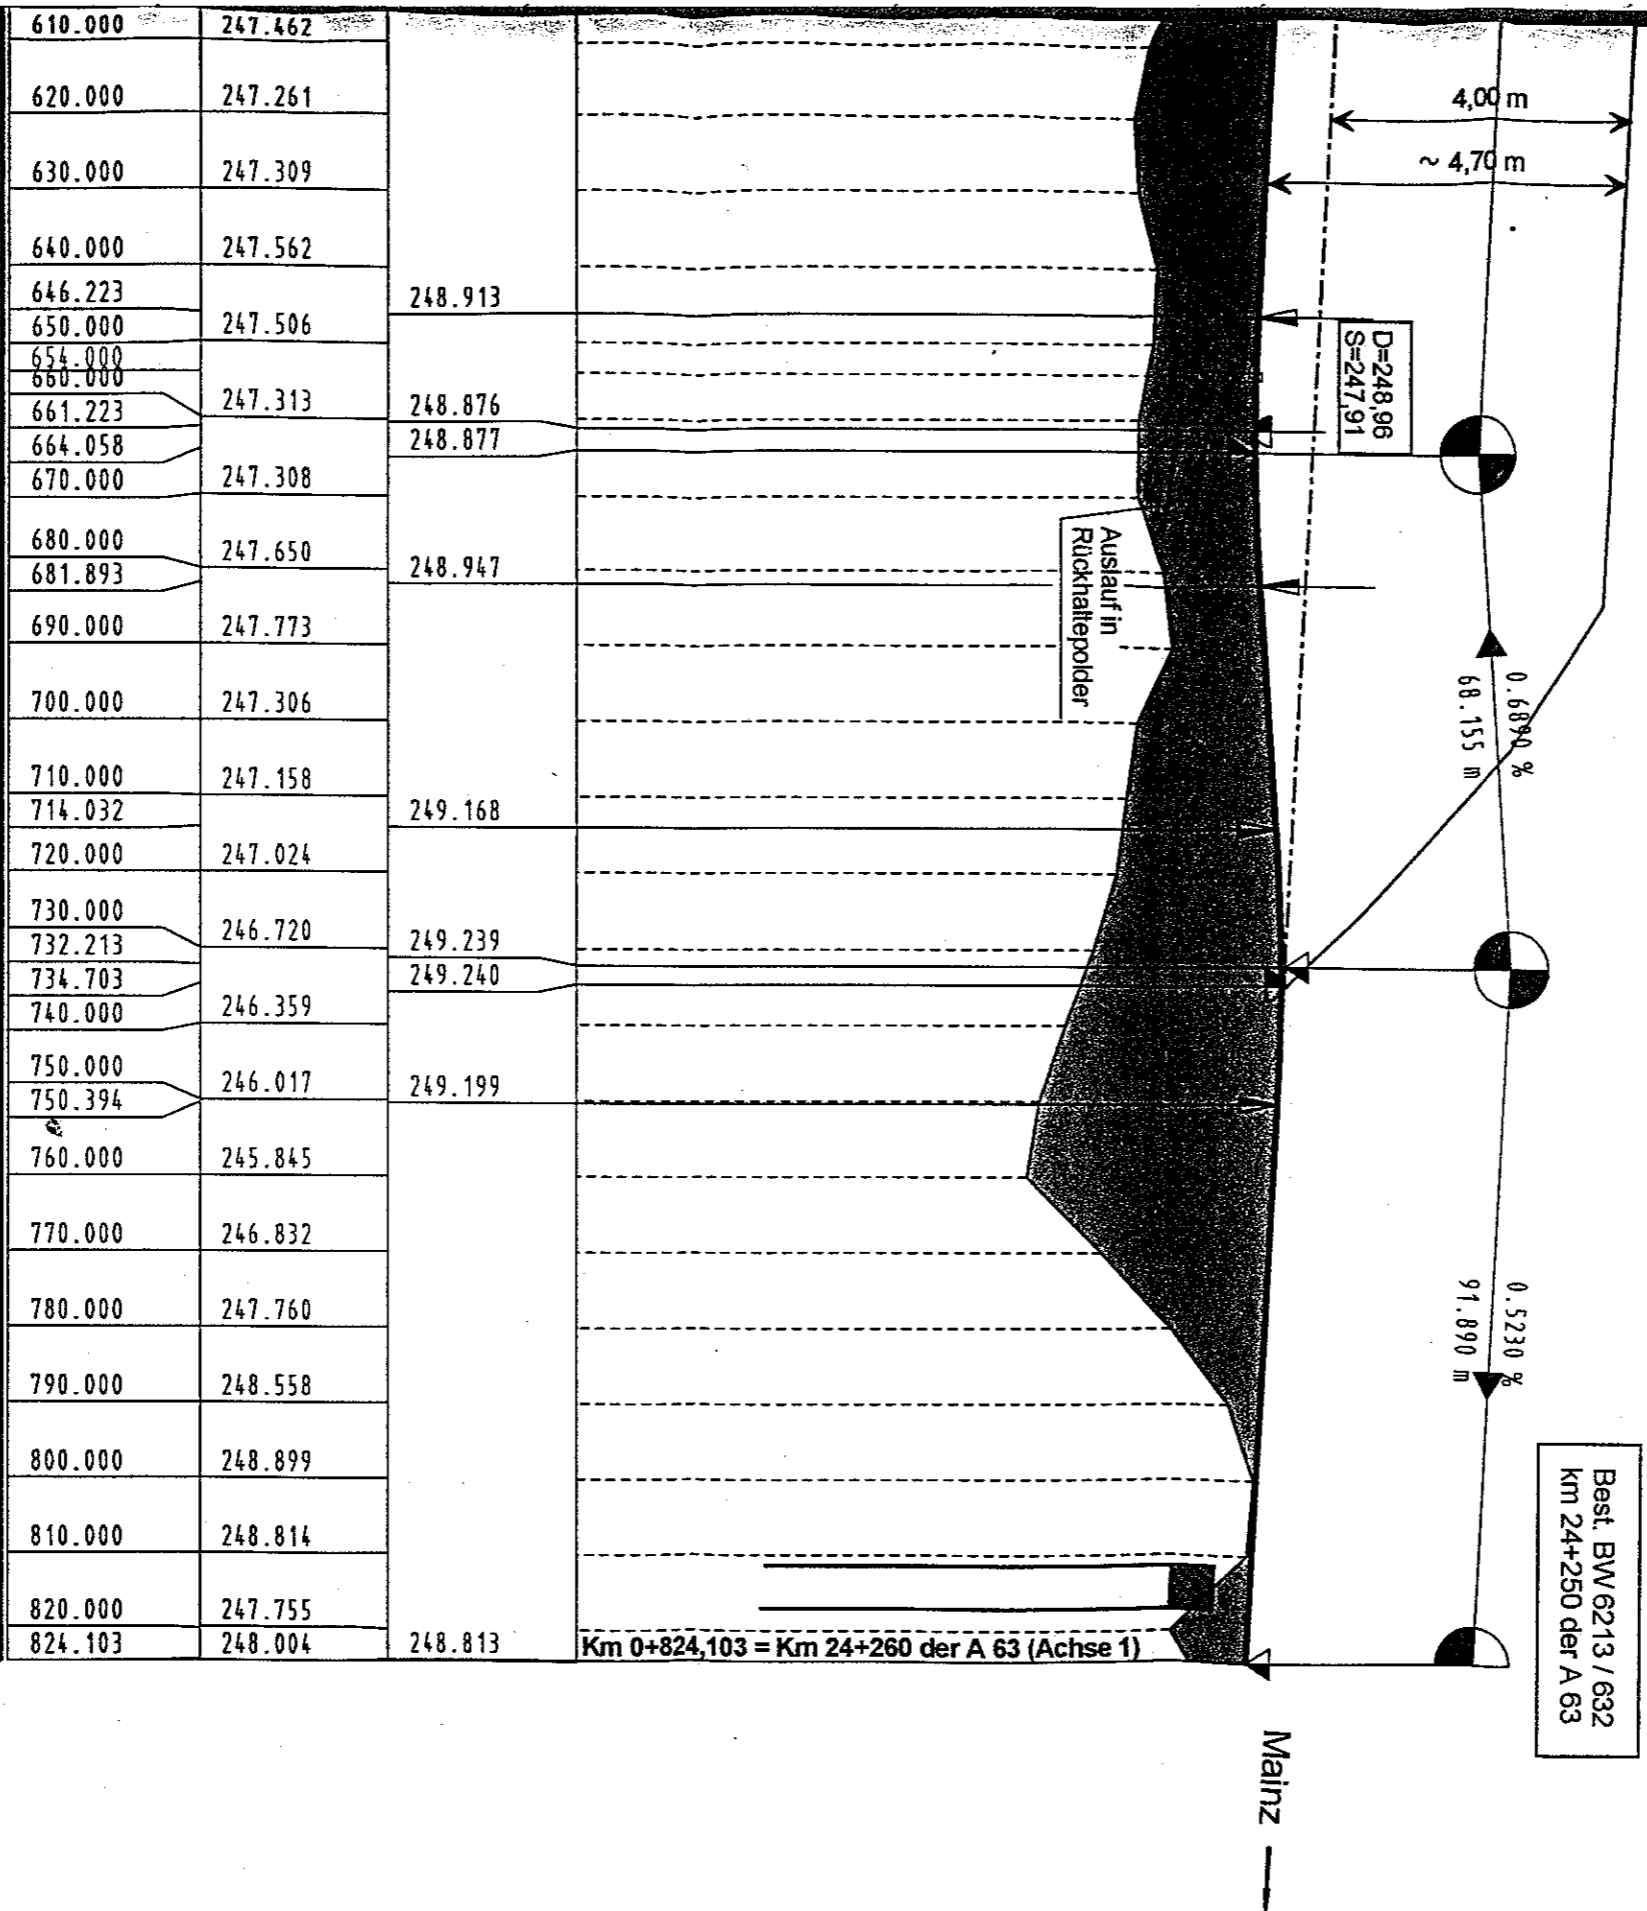 610.000 247.462
620.000 247.261
630.000 247.309
640.000 247.562
646.223 248.913
650.000 247.506
654.000
660.000 247.313
661.223 248.876
664.058 248.877
670.000 247.308
680.000 247.650
681.893 248.947
690.000 247.773
700.000 247.306
710.000 247.158
714.032 249.168
720.000 247.024
730.000 246.720
732.213 249.239
734.703 249.240
740.000 246.359
750.000 246.017
750.394 249.199
760.000 245.845
770.000 246.832
780.000 247.760
790.000 248.558
800.000 248.899
810.000 248.814
820.000 247.755
824.103 248.004 248.813
Km 0+824,103 = Km 24+260 der A 63 (Achse 1)
4,00 m
~ 4,70 m
D=248,96
S=247,91
Auslauf in
Rückhaltepolder
0.6890 %
68.155 m
0.5230 %
91.890 m
Best. BW 6213 / 632
km 24+250 der A 63
Mainz